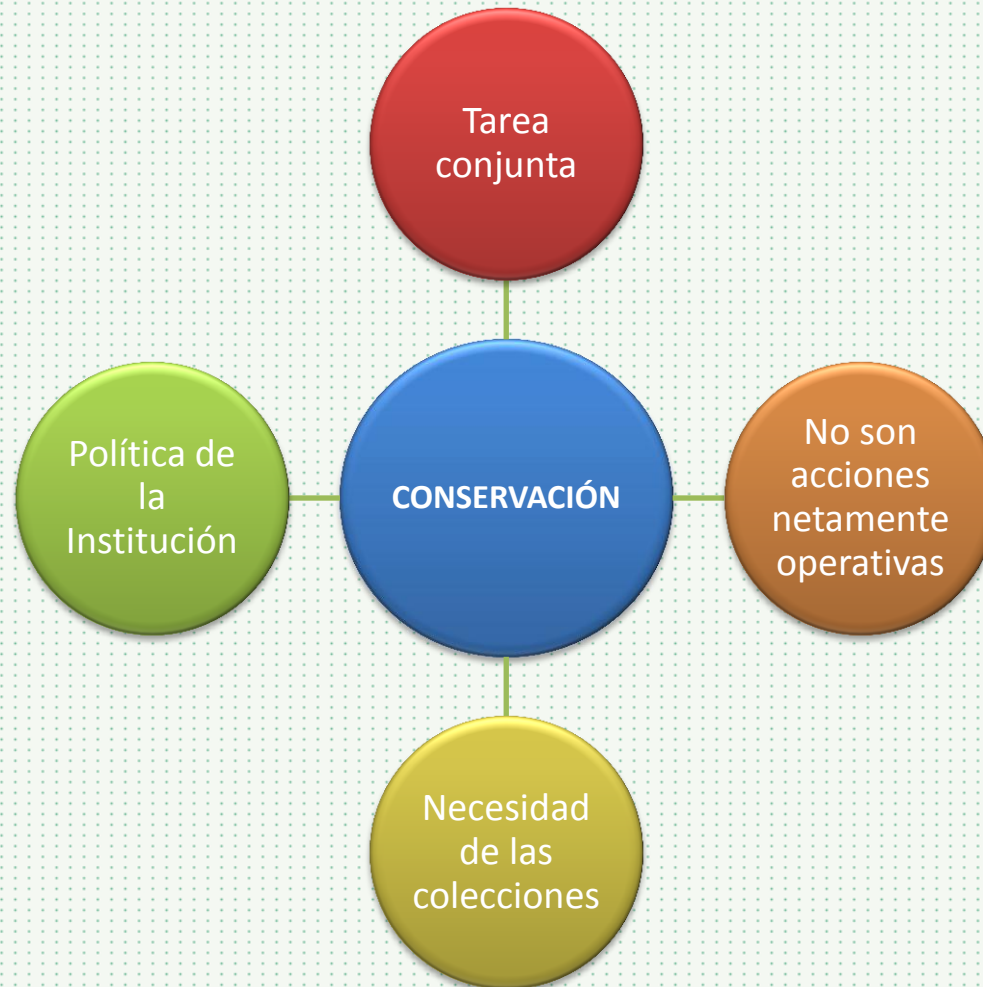 Tarea
conjunta
Política de
la
Institución
CONSERVACIÓN
No son
acciones
netamente
operativas
Necesidad
de las
colecciones